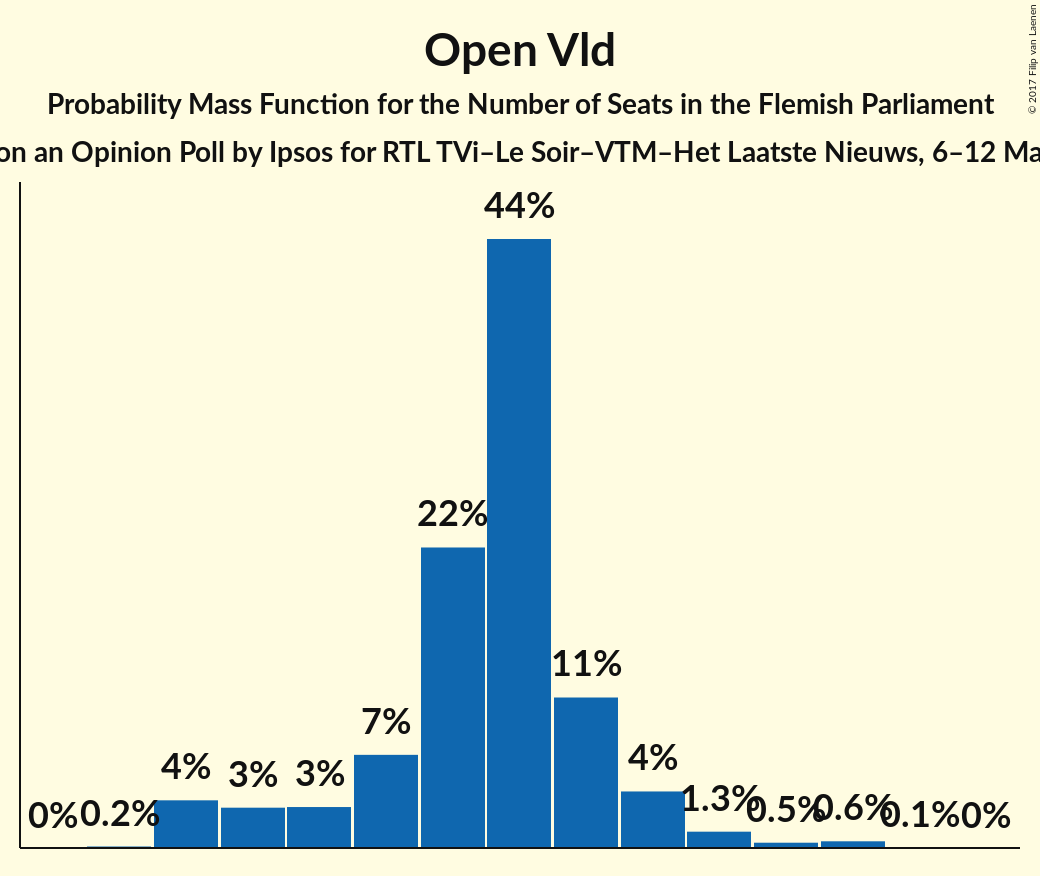 Open Vld
Probability Mass Function for the Number of Seats in the Flemish Parliament
on an Opinion Poll by Ipsos for RTL TVi–Le Soir–VTM–Het Laatste Nieuws, 6–12 Ma
© 2017 Filip van Laenen
0% 0.2% 4% 3% 3% 7% 22% 44% 11% 4% 1.3% 0.5% 0.6% 0.1% 0%